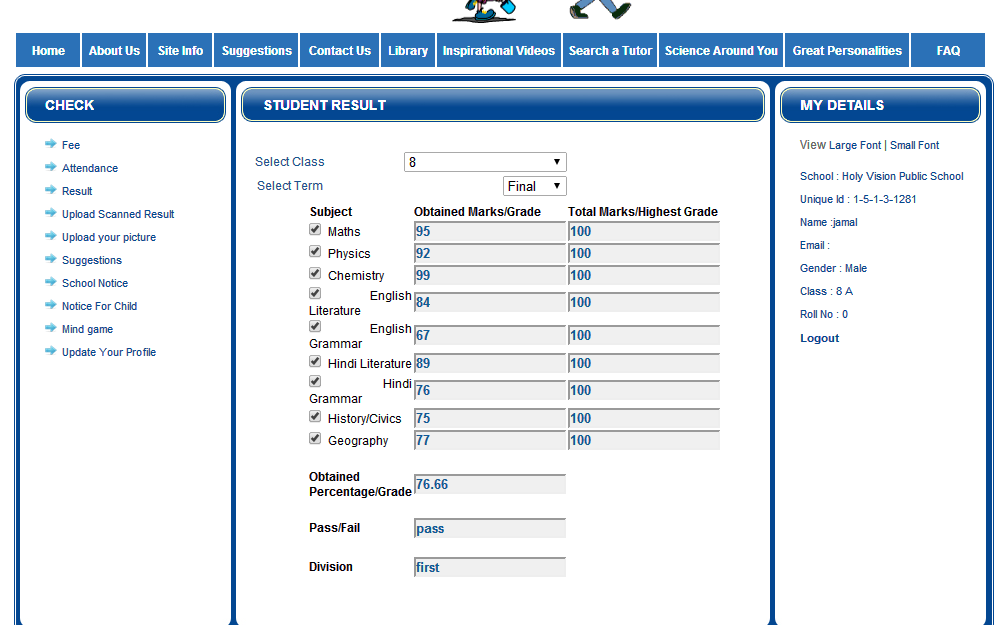 Home About Us Site Info Suggestions Contact Us Library Inspirational Videos Search a Tutor Science Around You Great Personalities FAQ
CHECK
Fee
Attendance
Result
Upload Scanned Result
Upload your picture
Suggestions
School Notice
Notice For Child
Mind game
Update Your Profile
STUDENT RESULT
Select Class 8
Select Term Final
Subject Obtained Marks/Grade Total Marks/Highest Grade
Maths 95 100
Physics 92 100
Chemistry 99 100
English
Literature 84 100
English
Grammar 67 100
Hindi Literature 89 100
Hindi
Grammar 76 100
History/Civics 75 100
Geography 77 100
Obtained
Percentage/Grade 76.66
Pass/Fail pass
Division first
MY DETAILS
View Large Font | Small Font
School : Holy Vision Public School
Unique Id : 1-5-1-3-1281
Name :jamal
Email :
Gender : Male
Class : 8 A
Roll No : 0
Logout